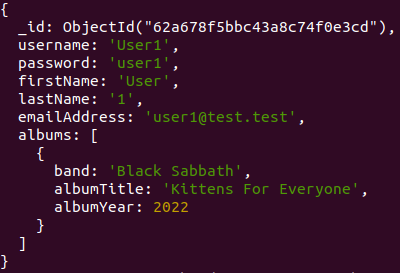 {
  _id: ObjectId("62a678f5bbc43a8c74f0e3cd"),
  username: 'User1',
  password: 'user1',
  firstName: 'User',
  lastName: '1',
  emailAddress: 'user1@test.test',
  albums: [
    {
      band: 'Black Sabbath',
      albumTitle: 'Kittens For Everyone',
      albumYear: 2022
    }
  ]
}